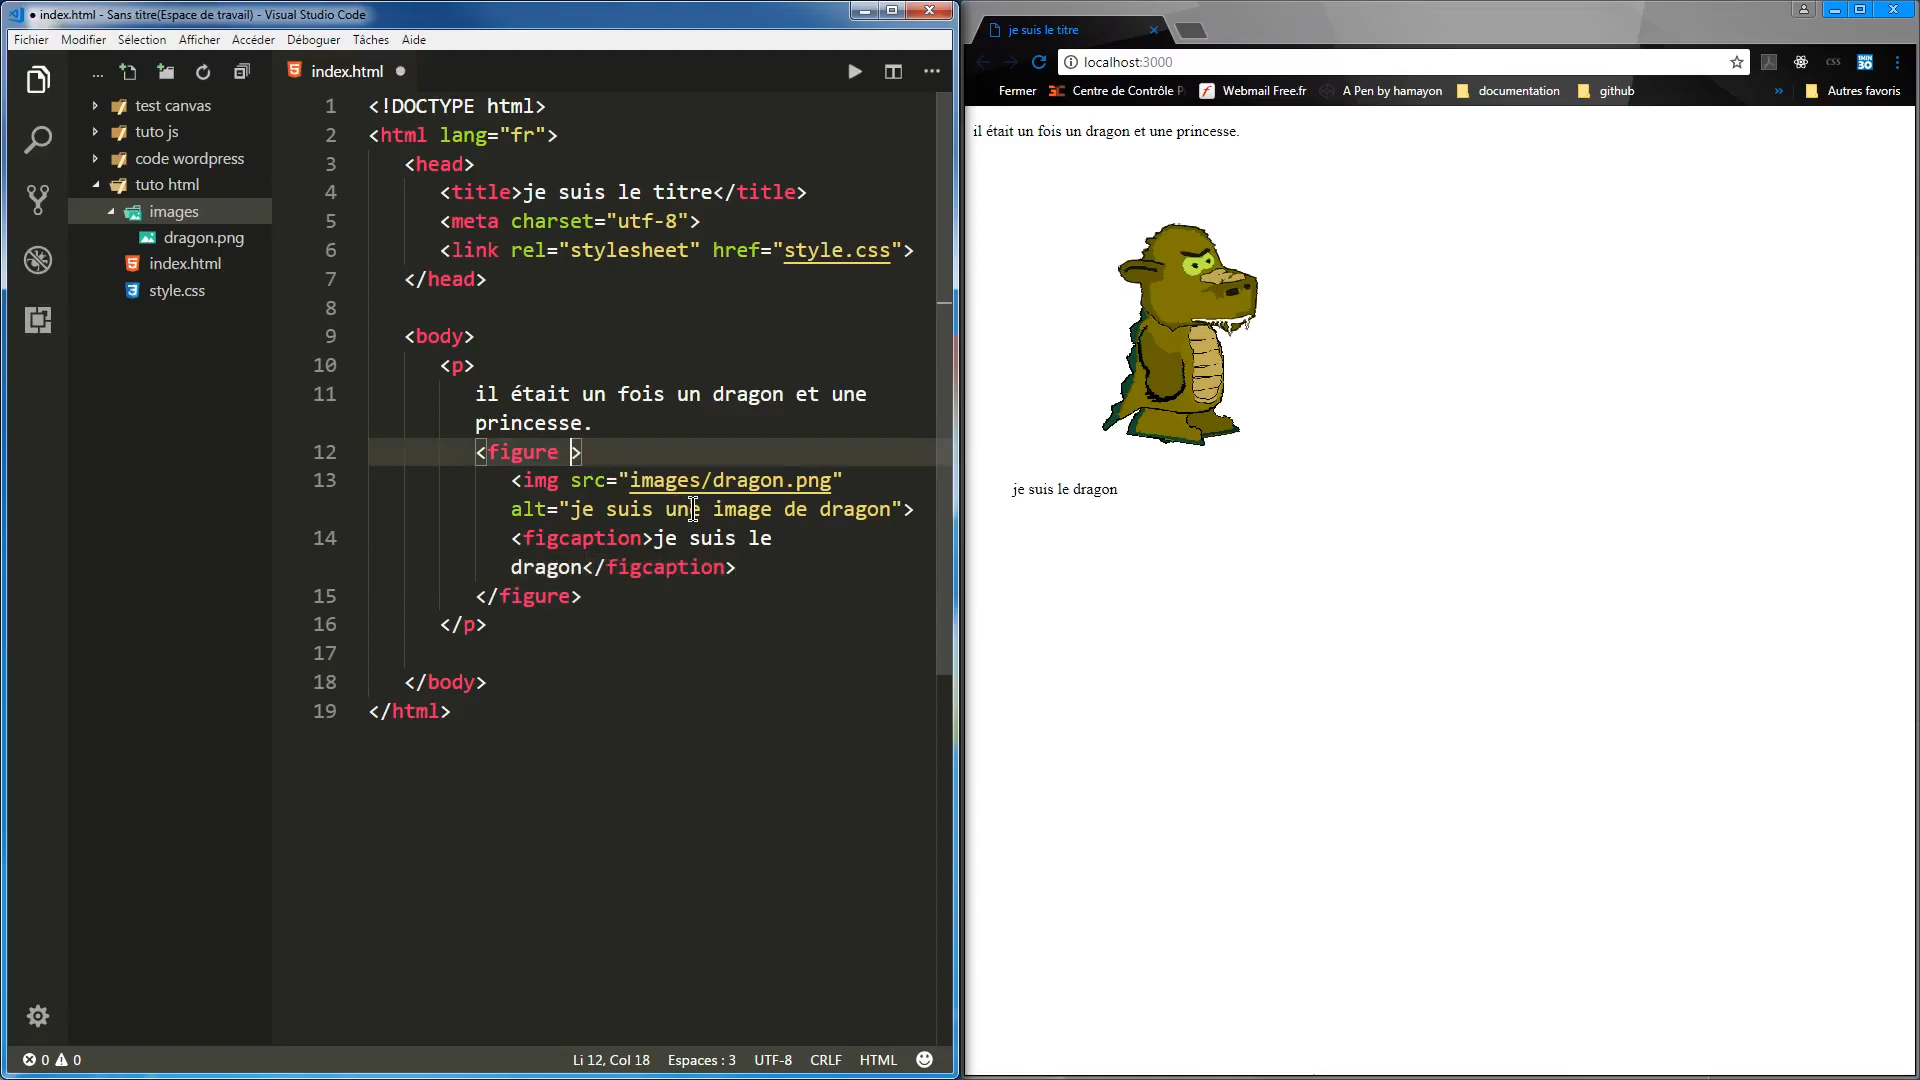 index.html - Sans titre(Espace de travail) - Visual Studio Code
Fichier Modifier Sélection Afficher Accéder Déboguer Tâches Aide
...
index.html
test canvas
tuto js
code wordpress
tuto html
images
dragon.png
index.html
style.css
1 <!DOCTYPE html>
2 <html lang="fr">
3 <head>
4 <title>je suis le titre</title>
5 <meta charset="utf-8">
6 <link rel="stylesheet" href="style.css">
7 </head>
8
9 <body>
10 <p>
11 il était un fois un dragon et une
princesse.
12 <figure >
13 <img src="images/dragon.png"
alt="je suis une image de dragon">
14 <figcaption>je suis le
dragon</figcaption>
15 </figure>
16 </p>
17
18 </body>
19 </html>
0 0 Li 12, Col 18 Espaces : 3 UTF-8 CRLF HTML
je suis le titre
localhost:3000
css
Fermer Centre de Contrôle Webmail Free.fr A Pen by hamayon documentation github » Autres favoris
il était un fois un dragon et une princesse.
je suis le dragon